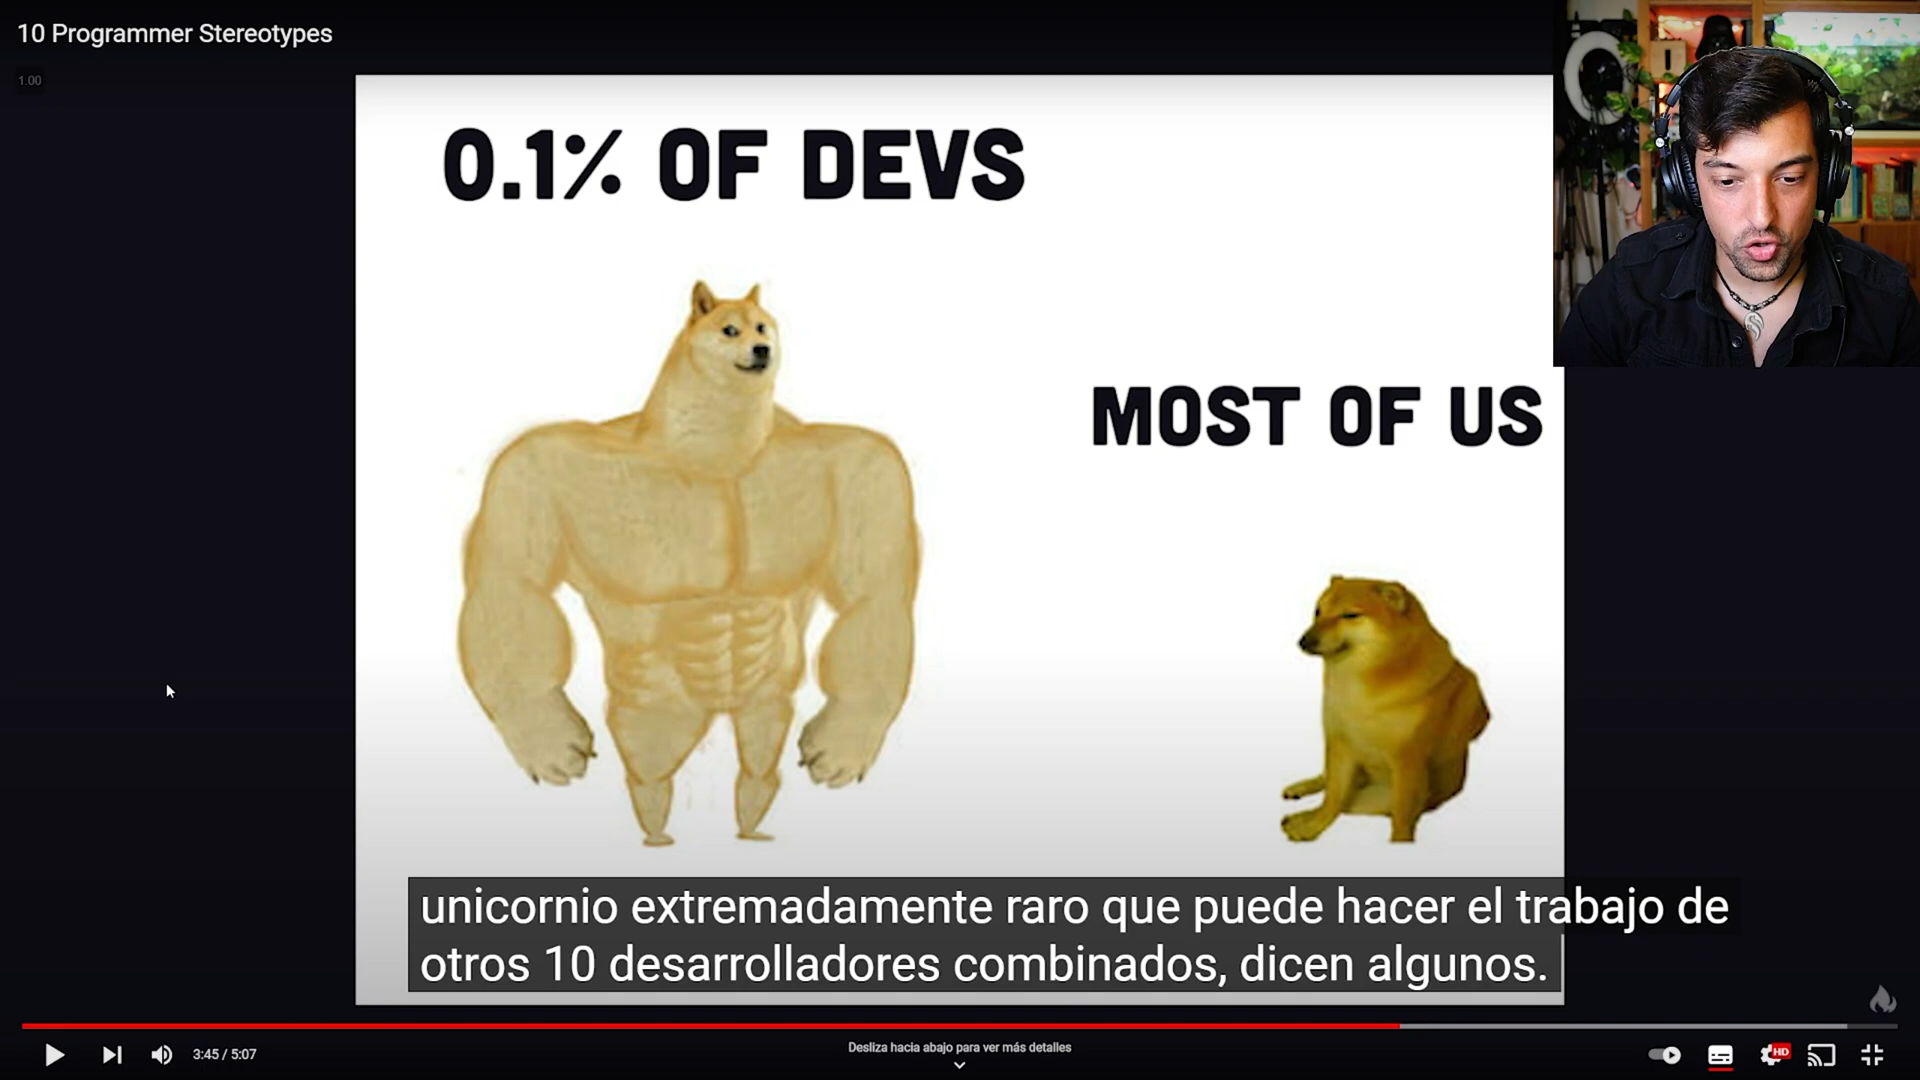 10 Programmer Stereotypes
1.00
0.1% OF DEVS
MOST OF US
unicornio extremadamente raro que puede hacer el trabajo de
otros 10 desarrolladores combinados, dicen algunos.
3:45 / 5:07
Desliza hacia abajo para ver más detalles
HD